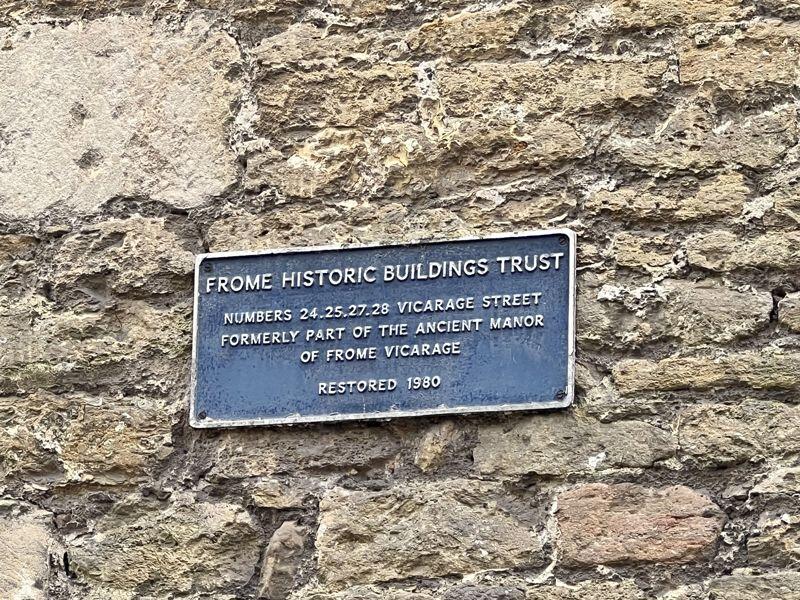 FROME HISTORIC BUILDINGS TRUST
NUMBERS 24.25.27.28 VICARAGE STREET
FORMERLY PART OF THE ANCIENT MANOR
OF FROME VICARAGE
RESTORED 1980